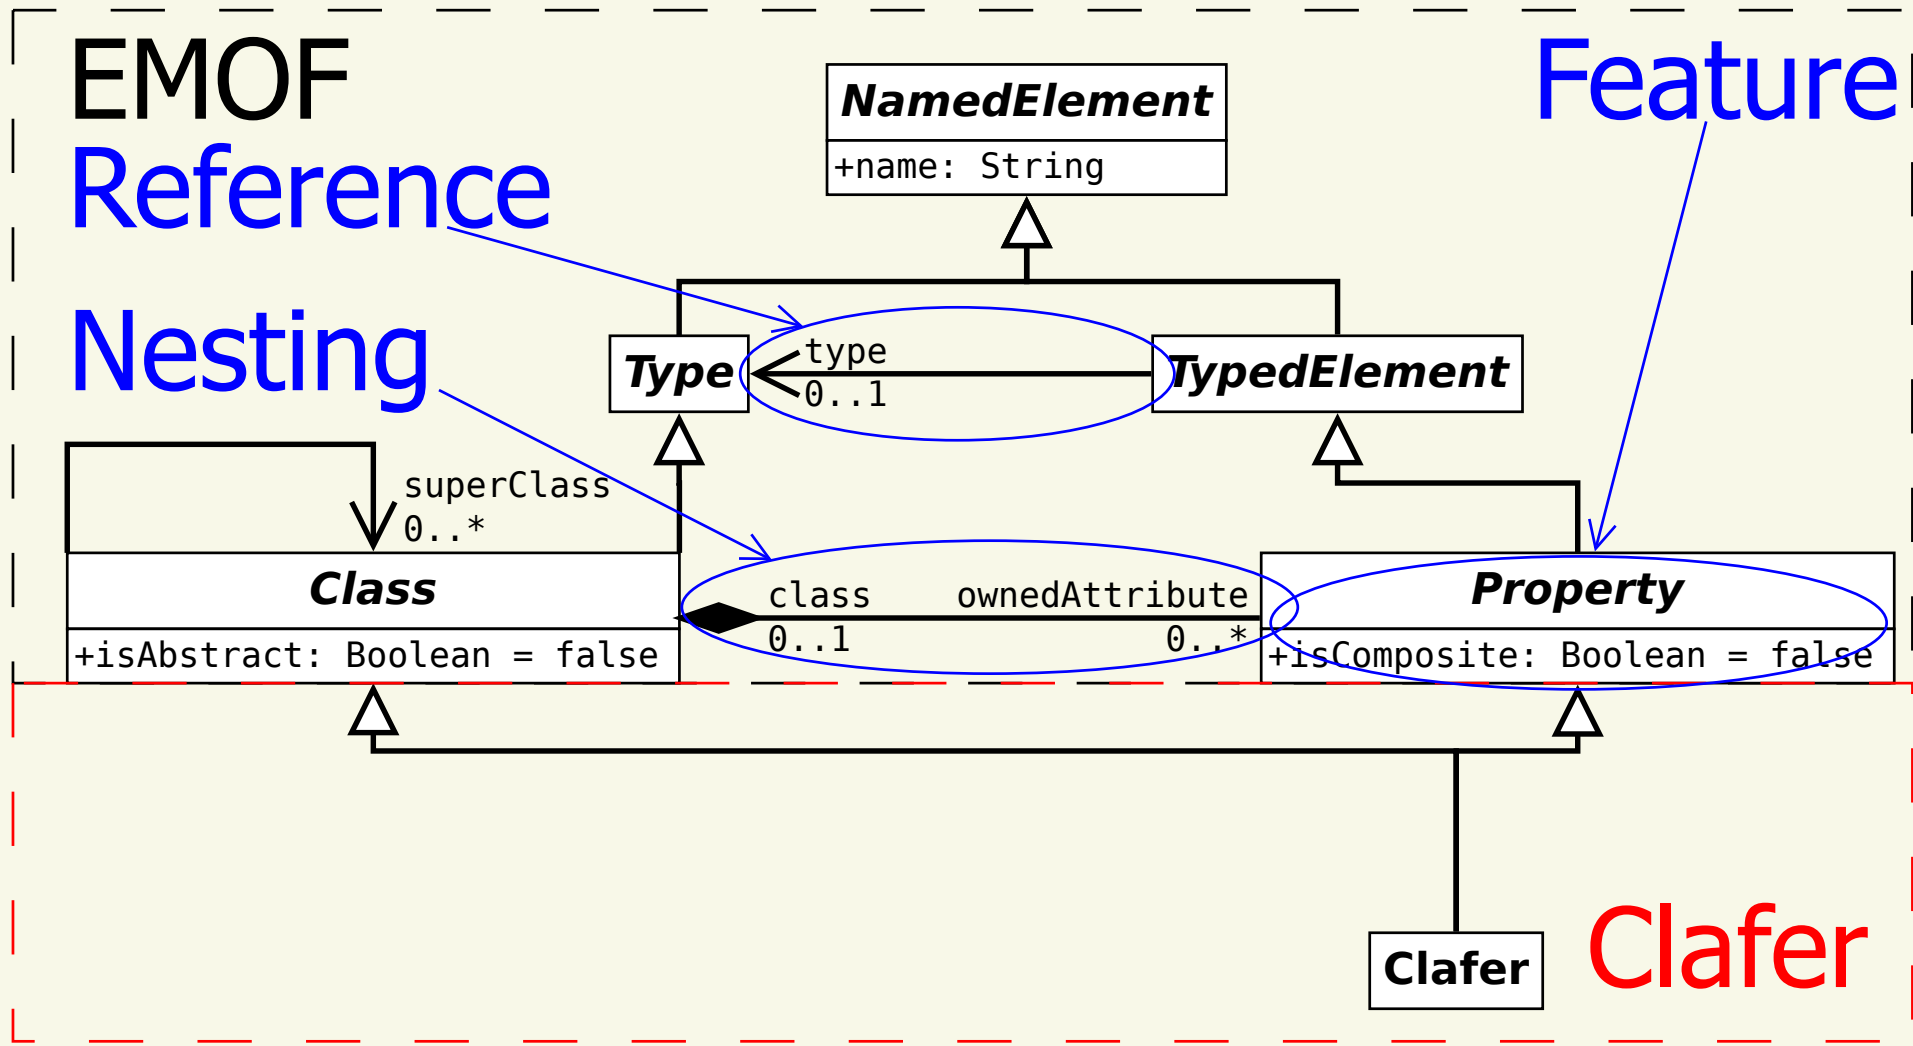 EMOF
Feature
NamedElement
+name: String
Reference
Nesting
Type
type
0..1
TypedElement
superClass
0..*
Class
+isAbstract: Boolean = false
class
0..1
ownedAttribute
0..*
Property
+isComposite: Boolean = false
Clafer
Clafer